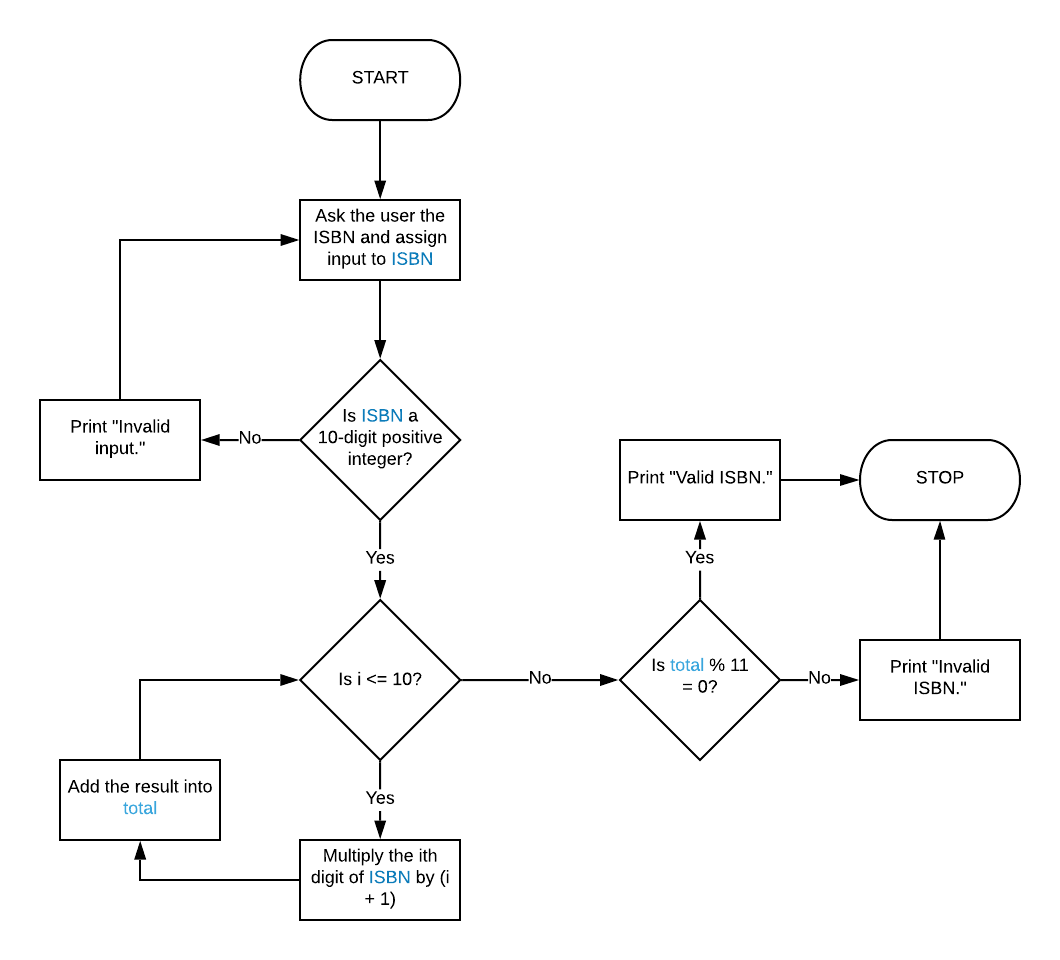 START
Ask the user the
ISBN and assign
input to ISBN
Is ISBN a
10-digit positive
integer?
No
Print "Invalid
input."
Yes
Is i <= 10?
No
Yes
Multiply the ith
digit of ISBN by (i
+ 1)
Add the result into
total
Is total % 11
= 0?
Yes
Print "Valid ISBN."
No
Print "Invalid
ISBN."
STOP